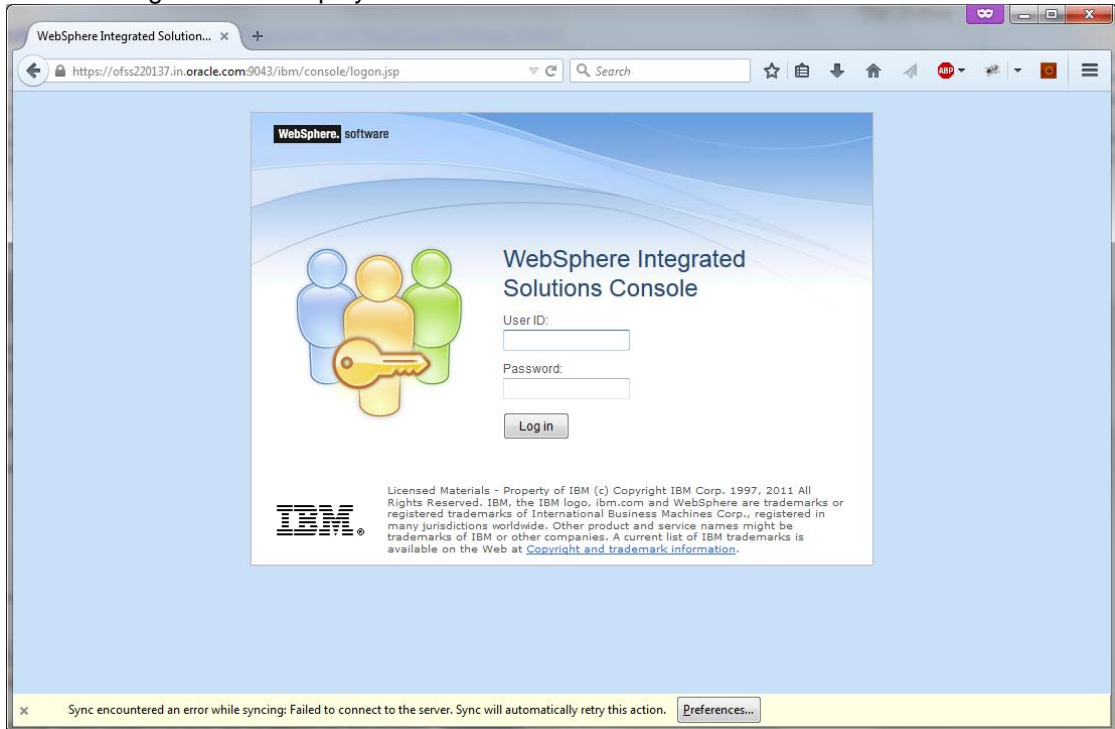 WebSphere Integrated Solution... × +
https://ofss220137.in.oracle.com:9043/ibm/console/logon.jsp
Search
ABP
WebSphere. software
WebSphere Integrated
Solutions Console
User ID:
Password:
Log in
IBM®
Licensed Materials - Property of IBM (c) Copyright IBM Corp. 1997, 2011 All
Rights Reserved. IBM, the IBM logo, ibm.com and WebSphere are trademarks or
registered trademarks of International Business Machines Corp., registered in
many jurisdictions worldwide. Other product and service names might be
trademarks of IBM or other companies. A current list of IBM trademarks is
available on the Web at Copyright and trademark information.
× Sync encountered an error while syncing: Failed to connect to the server. Sync will automatically retry this action. Preferences...